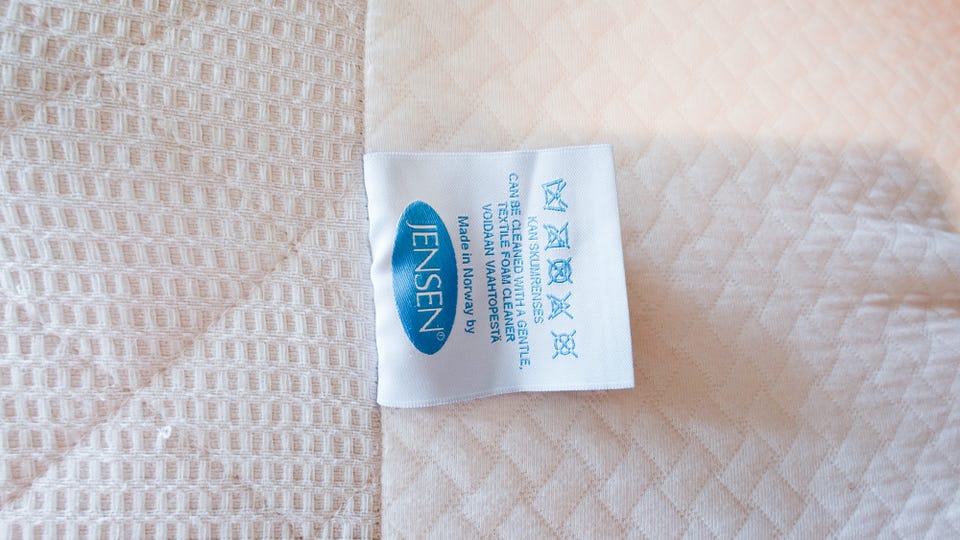 KAN SKUMRENSES
CAN BE CLEANED WITH A GENTLE,
TEXTILE FOAM CLEANER
VOIDAAN VAAHTOPESTÄ
Made in Norway by
JENSEN®